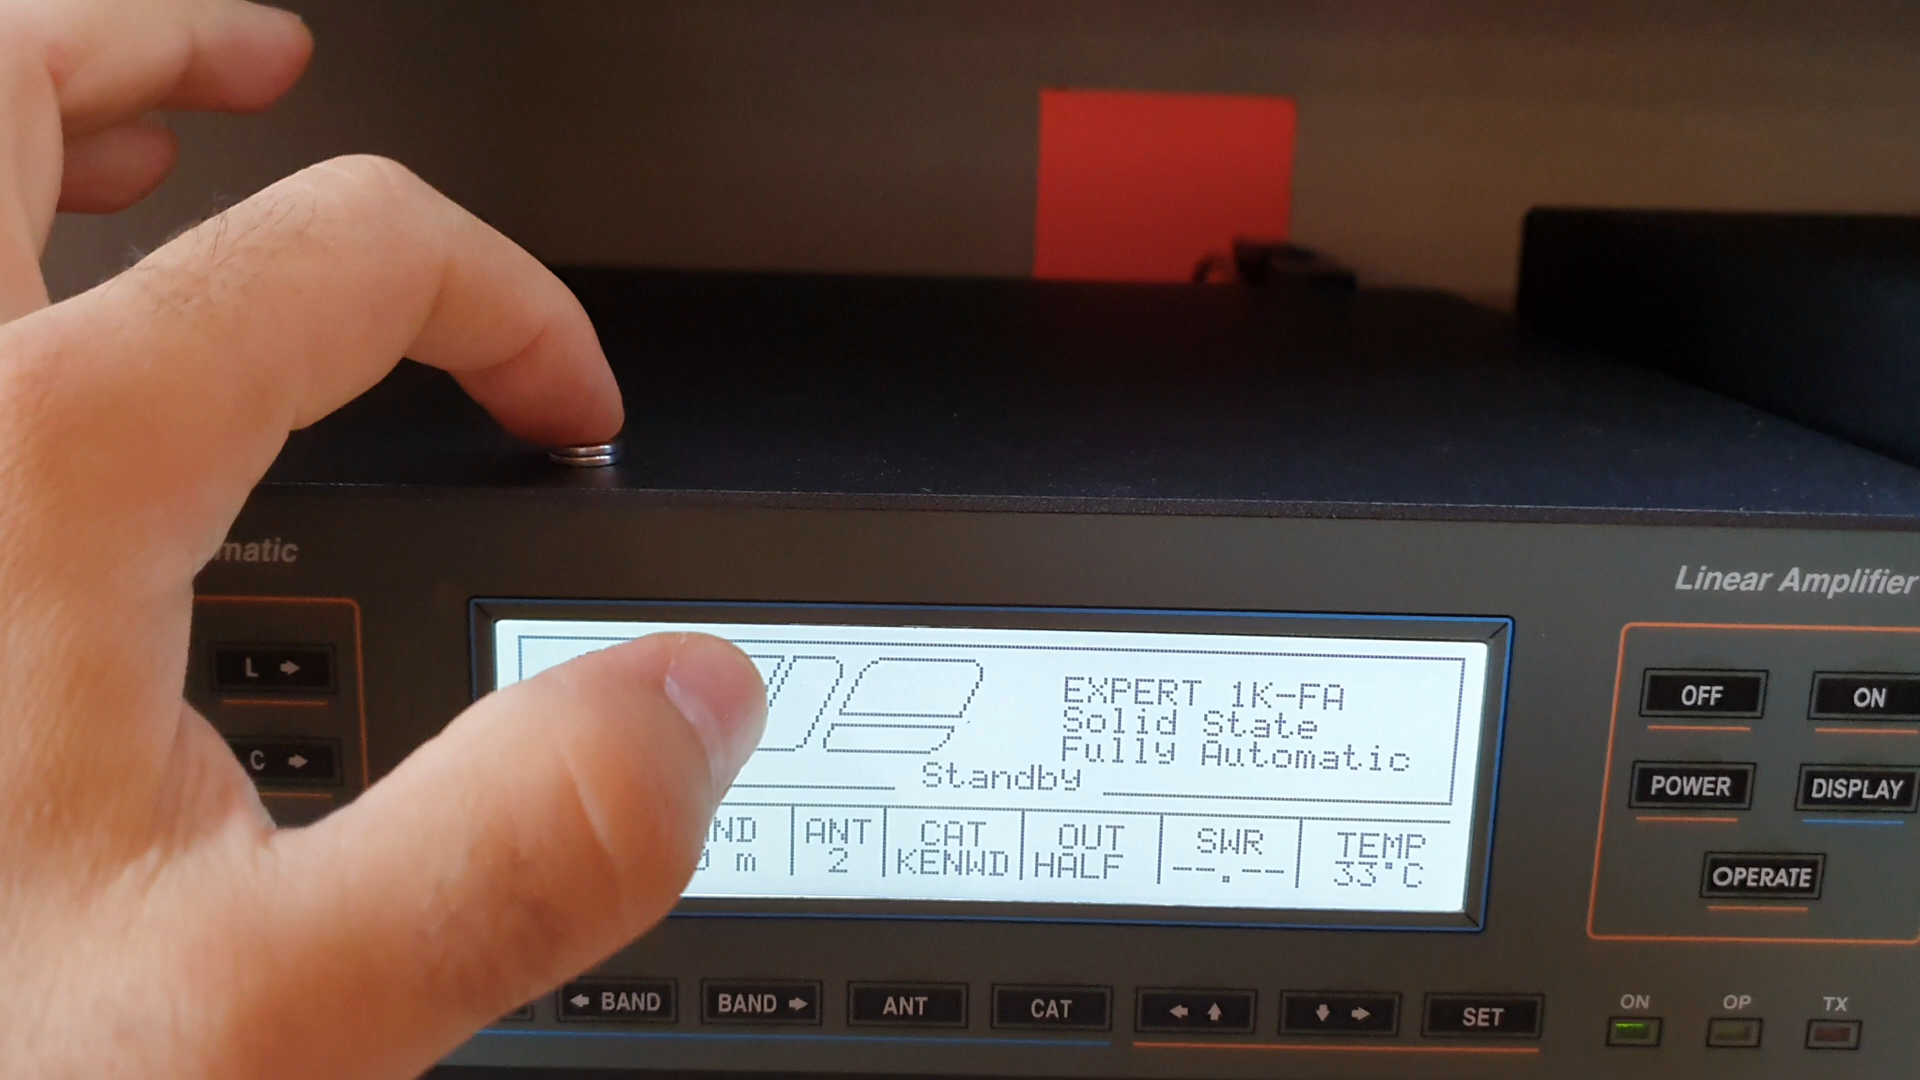 matic
Linear Amplifier
L
C
EXPERT 1K-FA
Solid State
Fully Automatic
Standby
ANT
2
CAT
KENWD
OUT
HALF
SWR
--.--
TEMP
33°C
OFF
ON
POWER
DISPLAY
OPERATE
BAND
BAND
ANT
CAT
SET
ON
OP
TX